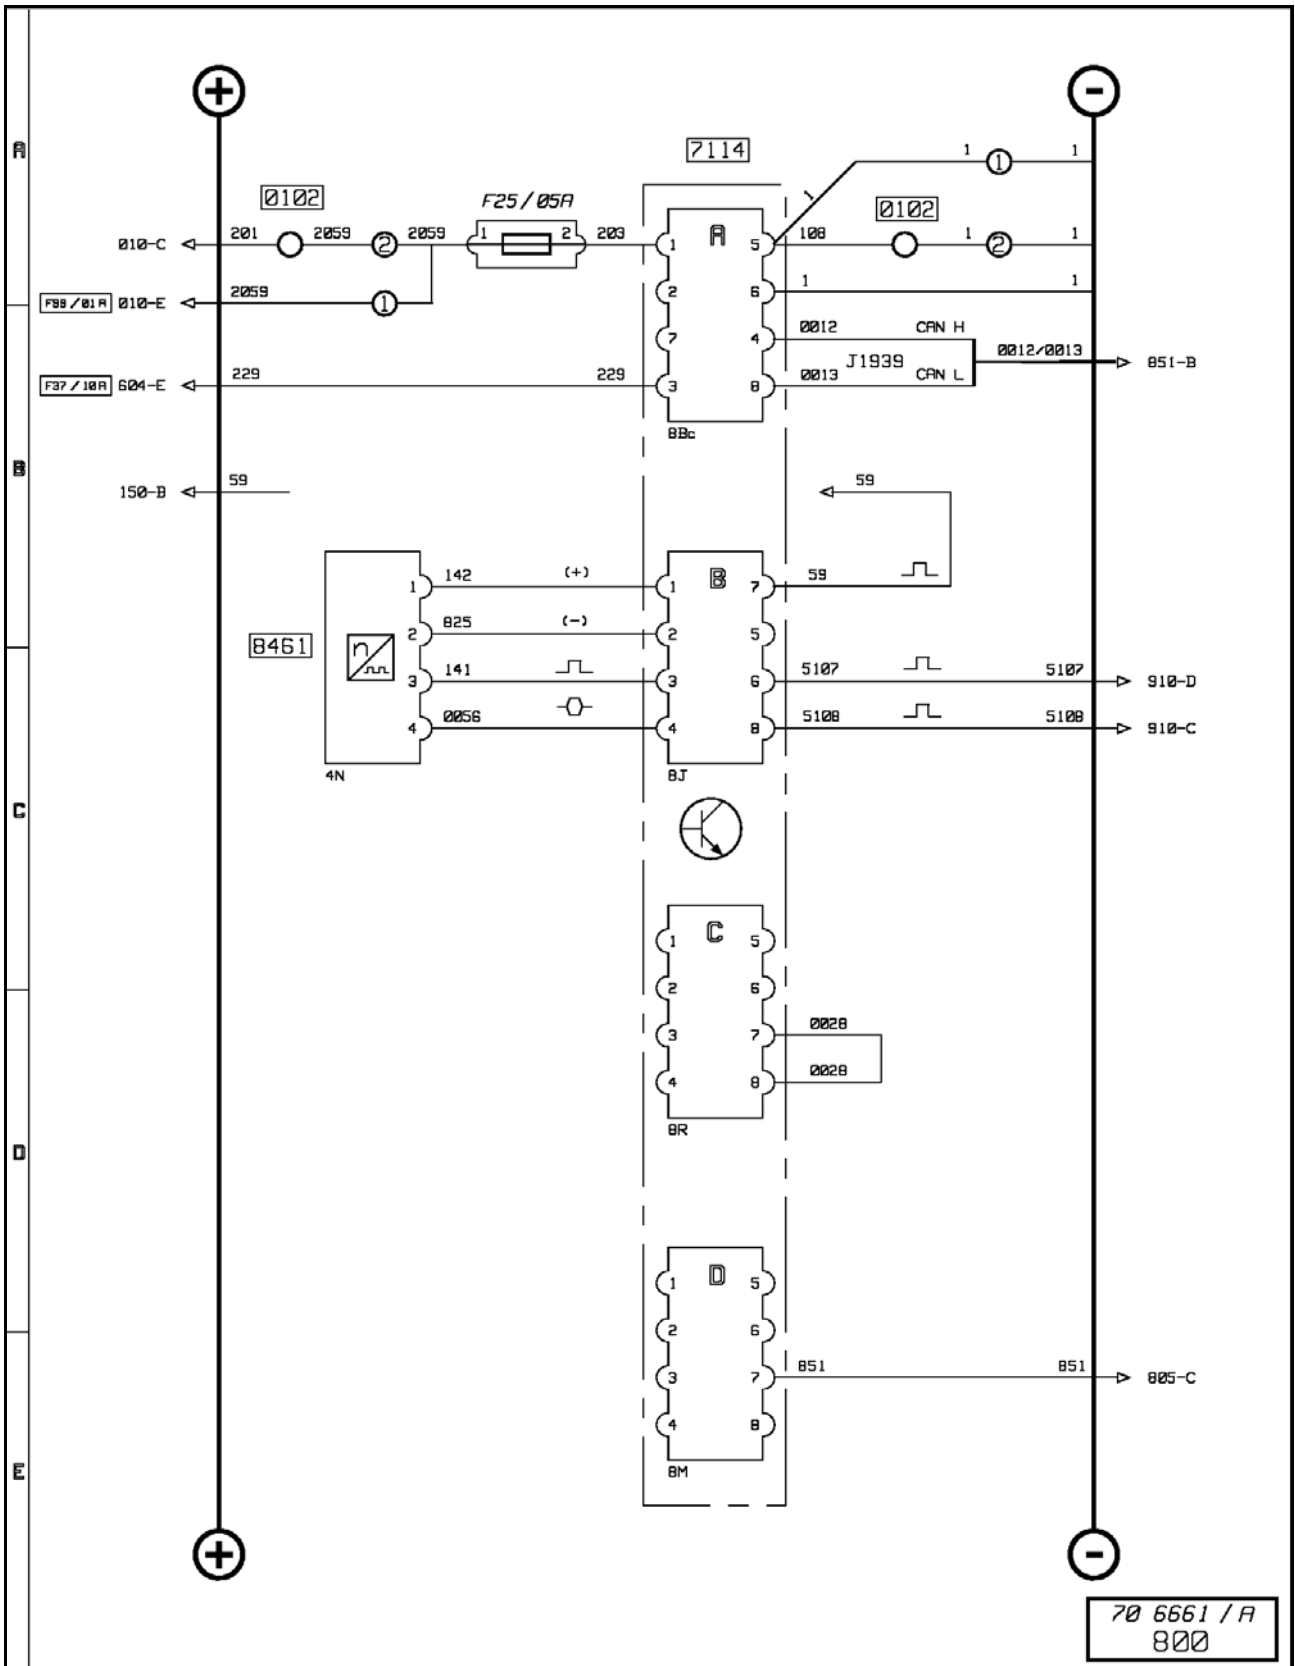 + -
A
7114
1 1 1
0102 F25/05A 1 0102
010-C 201 2059 2 2059 1 2 203 1 A 5 108 1 2 1
F99/01A 010-E 2059 1 2 6 1 1
7 4 0012 CAN H
J1939 0012/0013 851-B
F37/10A 604-E 229 229 3 8 0013 CAN L
8Bc
B
150-B 59 59
1 142 (+) 1 B 7 59
8461 n 2 825 (-) 2 5
3 141 3 6 5107 5107 910-D
4 0056 4 8 5108 5108 910-C
4N 8J
C
1 C 5
2 6
3 7 0028
4 8 0028
8R
D
1 D 5
2 6
3 7 851 851 805-C
4 8
8M
E
+ -
70 6661 / A
800